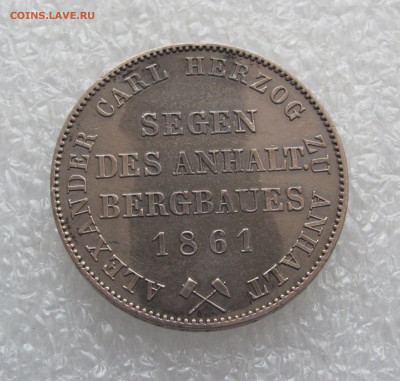 COINS.LAVE.RU
ALEXANDER CARL HERZOG ZU ANHALT
SEGEN
DES ANHALT.
BERGBAUES
1861